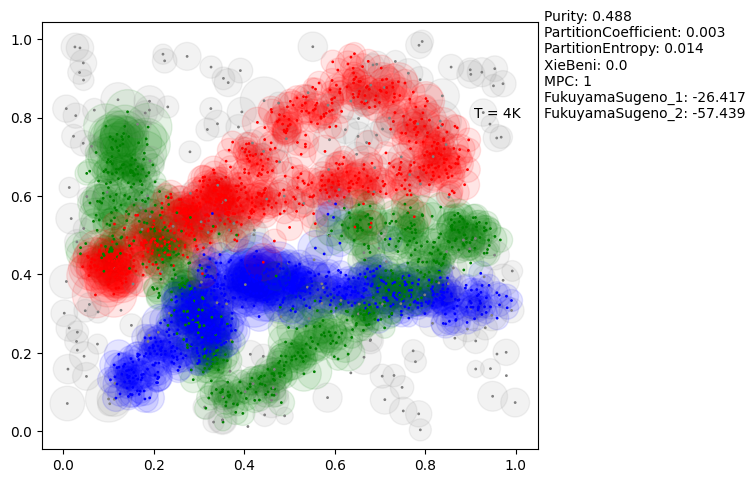 Purity: 0.488
PartitionCoefficient: 0.003
PartitionEntropy: 0.014
XieBeni: 0.0
MPC: 1
FukuyamaSugeno_1: -26.417
FukuyamaSugeno_2: -57.439
T = 4K
1.0
0.8
0.6
0.4
0.2
0.0
0.0 0.2 0.4 0.6 0.8 1.0